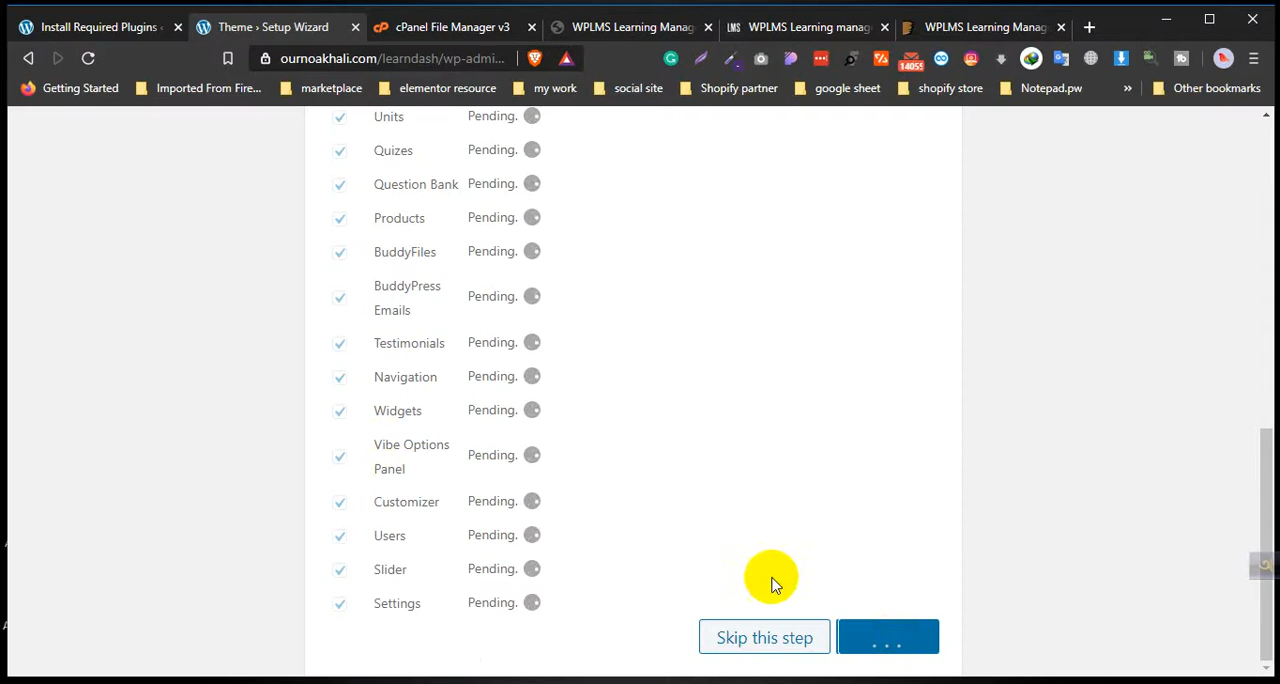 Install Required Plugins
Theme › Setup Wizard
cPanel File Manager v3
WPLMS Learning Manag
LMS
WPLMS Learning manag
WPLMS Learning Manag
ournoakhali.com/learndash/wp-admi...
14055
Getting Started
Imported From Fire...
marketplace
elementor resource
my work
social site
Shopify partner
google sheet
shopify store
Notepad.pw
»
Other bookmarks
Units Pending.
Quizes Pending.
Question Bank Pending.
Products Pending.
BuddyFiles Pending.
BuddyPress
Emails Pending.
Testimonials Pending.
Navigation Pending.
Widgets Pending.
Vibe Options
Panel Pending.
Customizer Pending.
Users Pending.
Slider Pending.
Settings Pending.
Skip this step
. . .